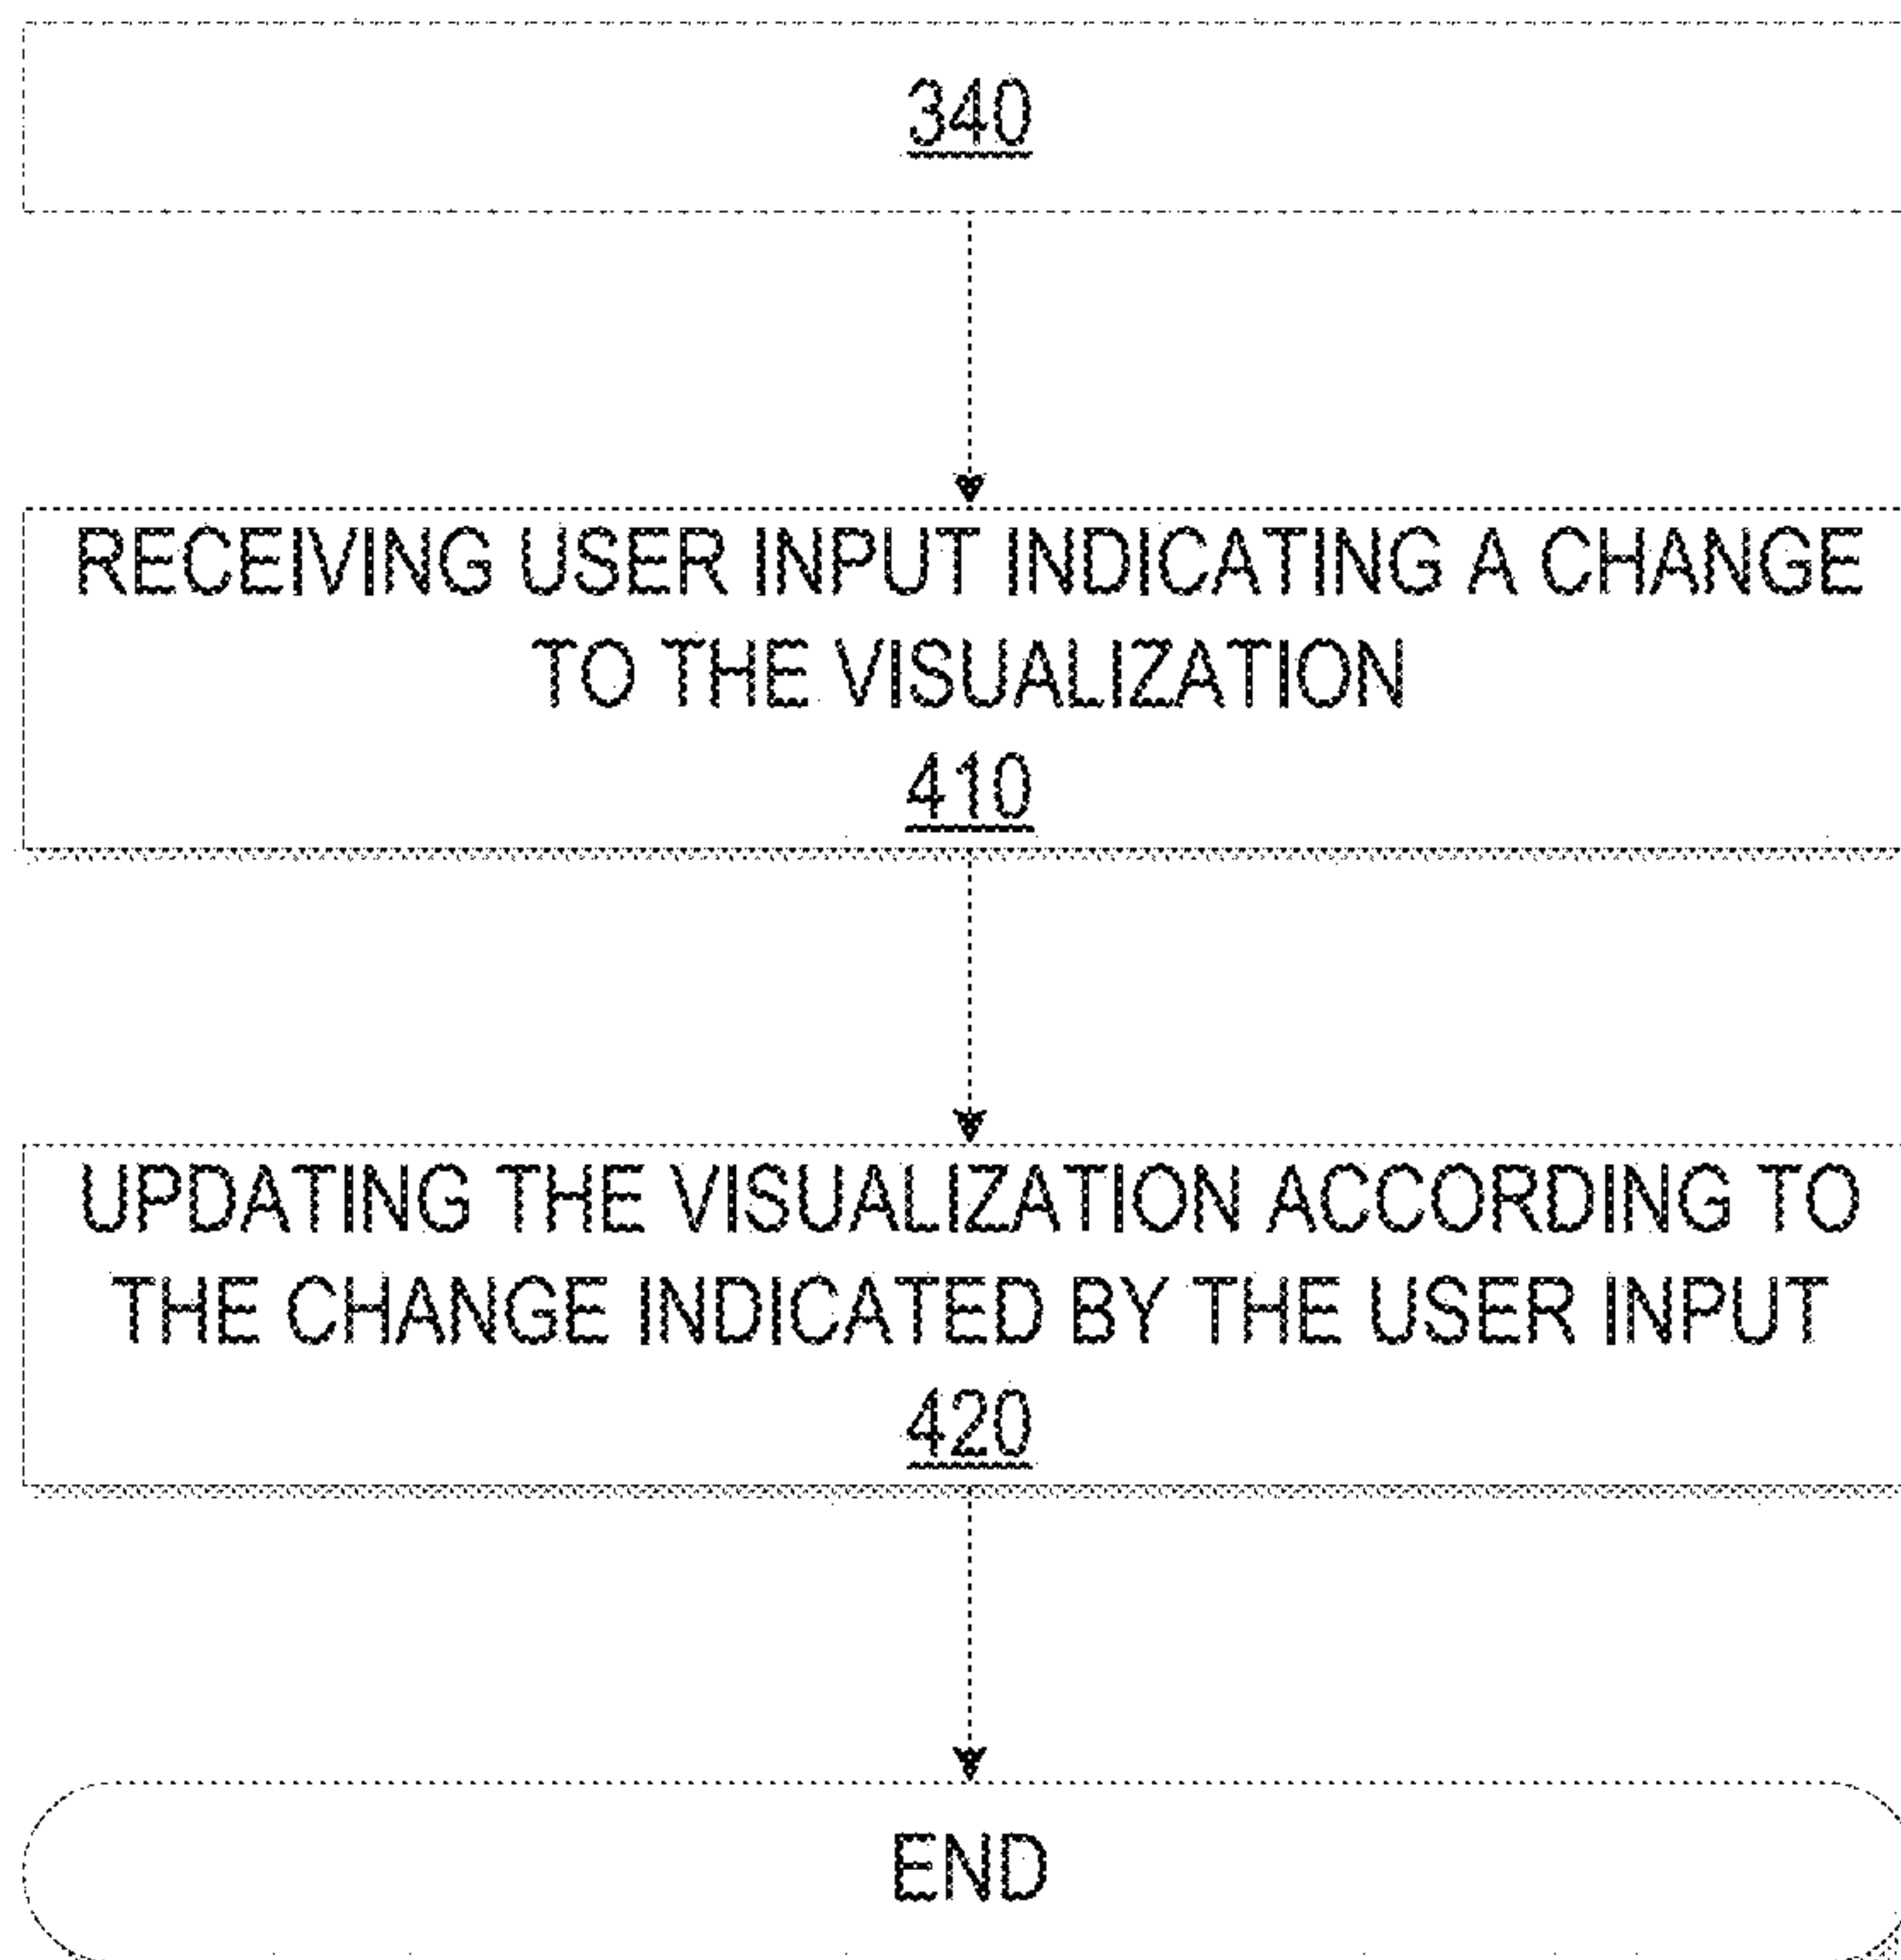 340
RECEIVING USER INPUT INDICATING A CHANGE
TO THE VISUALIZATION
410
UPDATING THE VISUALIZATION ACCORDING TO
THE CHANGE INDICATED BY THE USER INPUT
420
END